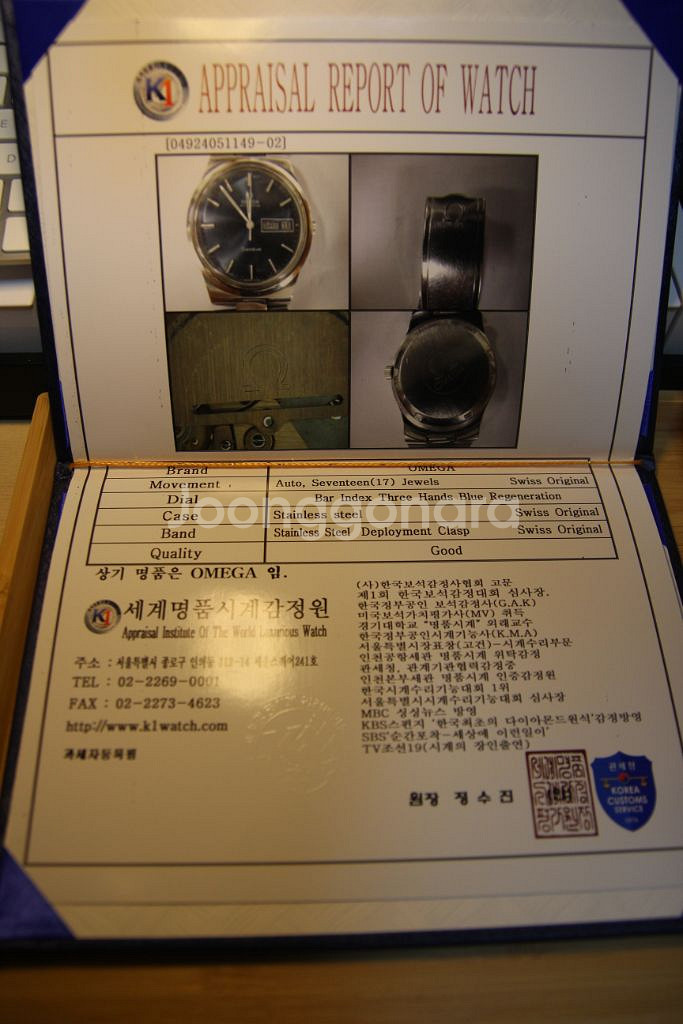 K1
APPRAISAL REPORT OF WATCH
[04924051149-02]
Brand OMEGA
Movement Auto, Seventeen(17) Jewels Swiss Original
Dial Bar Index Three Hands Blue Regeneration
Case Stainless steel Swiss Original
Band Stainless Steel Deployment Clasp Swiss Original
Quality Good
상기 명품은 OMEGA 임.
K1 세계명품시계감정원
Appraisal Institute Of The World Luxurious Watch
주소 : 서울특별시 종로구 인의동
TEL : 02-2269-0001
FAX : 02-2273-4623
http://www.k1watch.com
(사)한국보석감정사협회 고문
제1회 한국보석감정대회 심사장.
한국정부공인 보석감정사(G.A.K)
미국보석가치평가사(MV) 취득
경기대학교 "명품시계" 외래교수
한국정부공인시계기능사(K.M.A)
서울특별시장표창(고건)-시계수리부문
인천공항세관 명품시계 위탁감정
관세청, 관계기관협력감정중
인천본부세관 명품시계 인증감정원
한국시계수리기능대회 1위
서울특별시시계수리기능대회 심사장
MBC 싱싱뉴스 방영
KBS스펀지 '한국최초의 다이아몬드원석'감정방영
SBS'순간포착-세상에 이런일이'
TV조선19(시계의 장인출연)
원장 정수진
관세청
KOREA
CUSTOMS
SERVICE
bonggondra